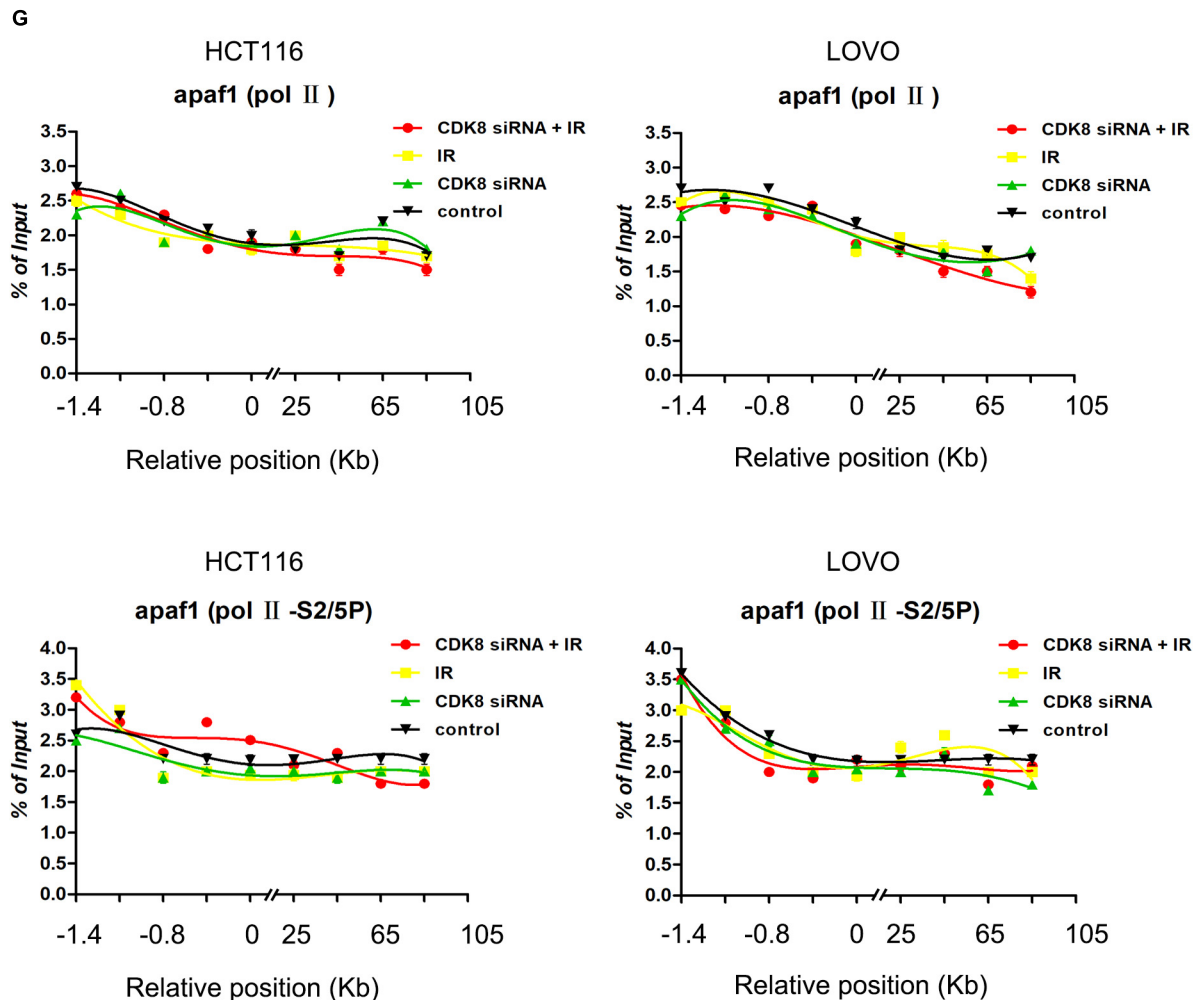 G
HCT116
apaf1 (pol Ⅱ)
CDK8 siRNA + IR
IR
CDK8 siRNA
control
% of Input
3.5
3.0
2.5
2.0
1.5
1.0
0.5
0.0
-1.4 -0.8 0 25 65 105
Relative position (Kb)
LOVO
apaf1 (pol Ⅱ)
CDK8 siRNA + IR
IR
CDK8 siRNA
control
% of Input
3.5
3.0
2.5
2.0
1.5
1.0
0.5
0.0
-1.4 -0.8 0 25 65 105
Relative position (Kb)
HCT116
apaf1 (pol Ⅱ -S2/5P)
CDK8 siRNA + IR
IR
CDK8 siRNA
control
% of Input
4.0
3.5
3.0
2.5
2.0
1.5
1.0
0.5
0.0
-1.4 -0.8 0 25 65 105
Relative position (Kb)
LOVO
apaf1 (pol Ⅱ -S2/5P)
CDK8 siRNA + IR
IR
CDK8 siRNA
control
% of Input
4.0
3.5
3.0
2.5
2.0
1.5
1.0
0.5
0.0
-1.4 -0.8 0 25 65 105
Relative position (Kb)